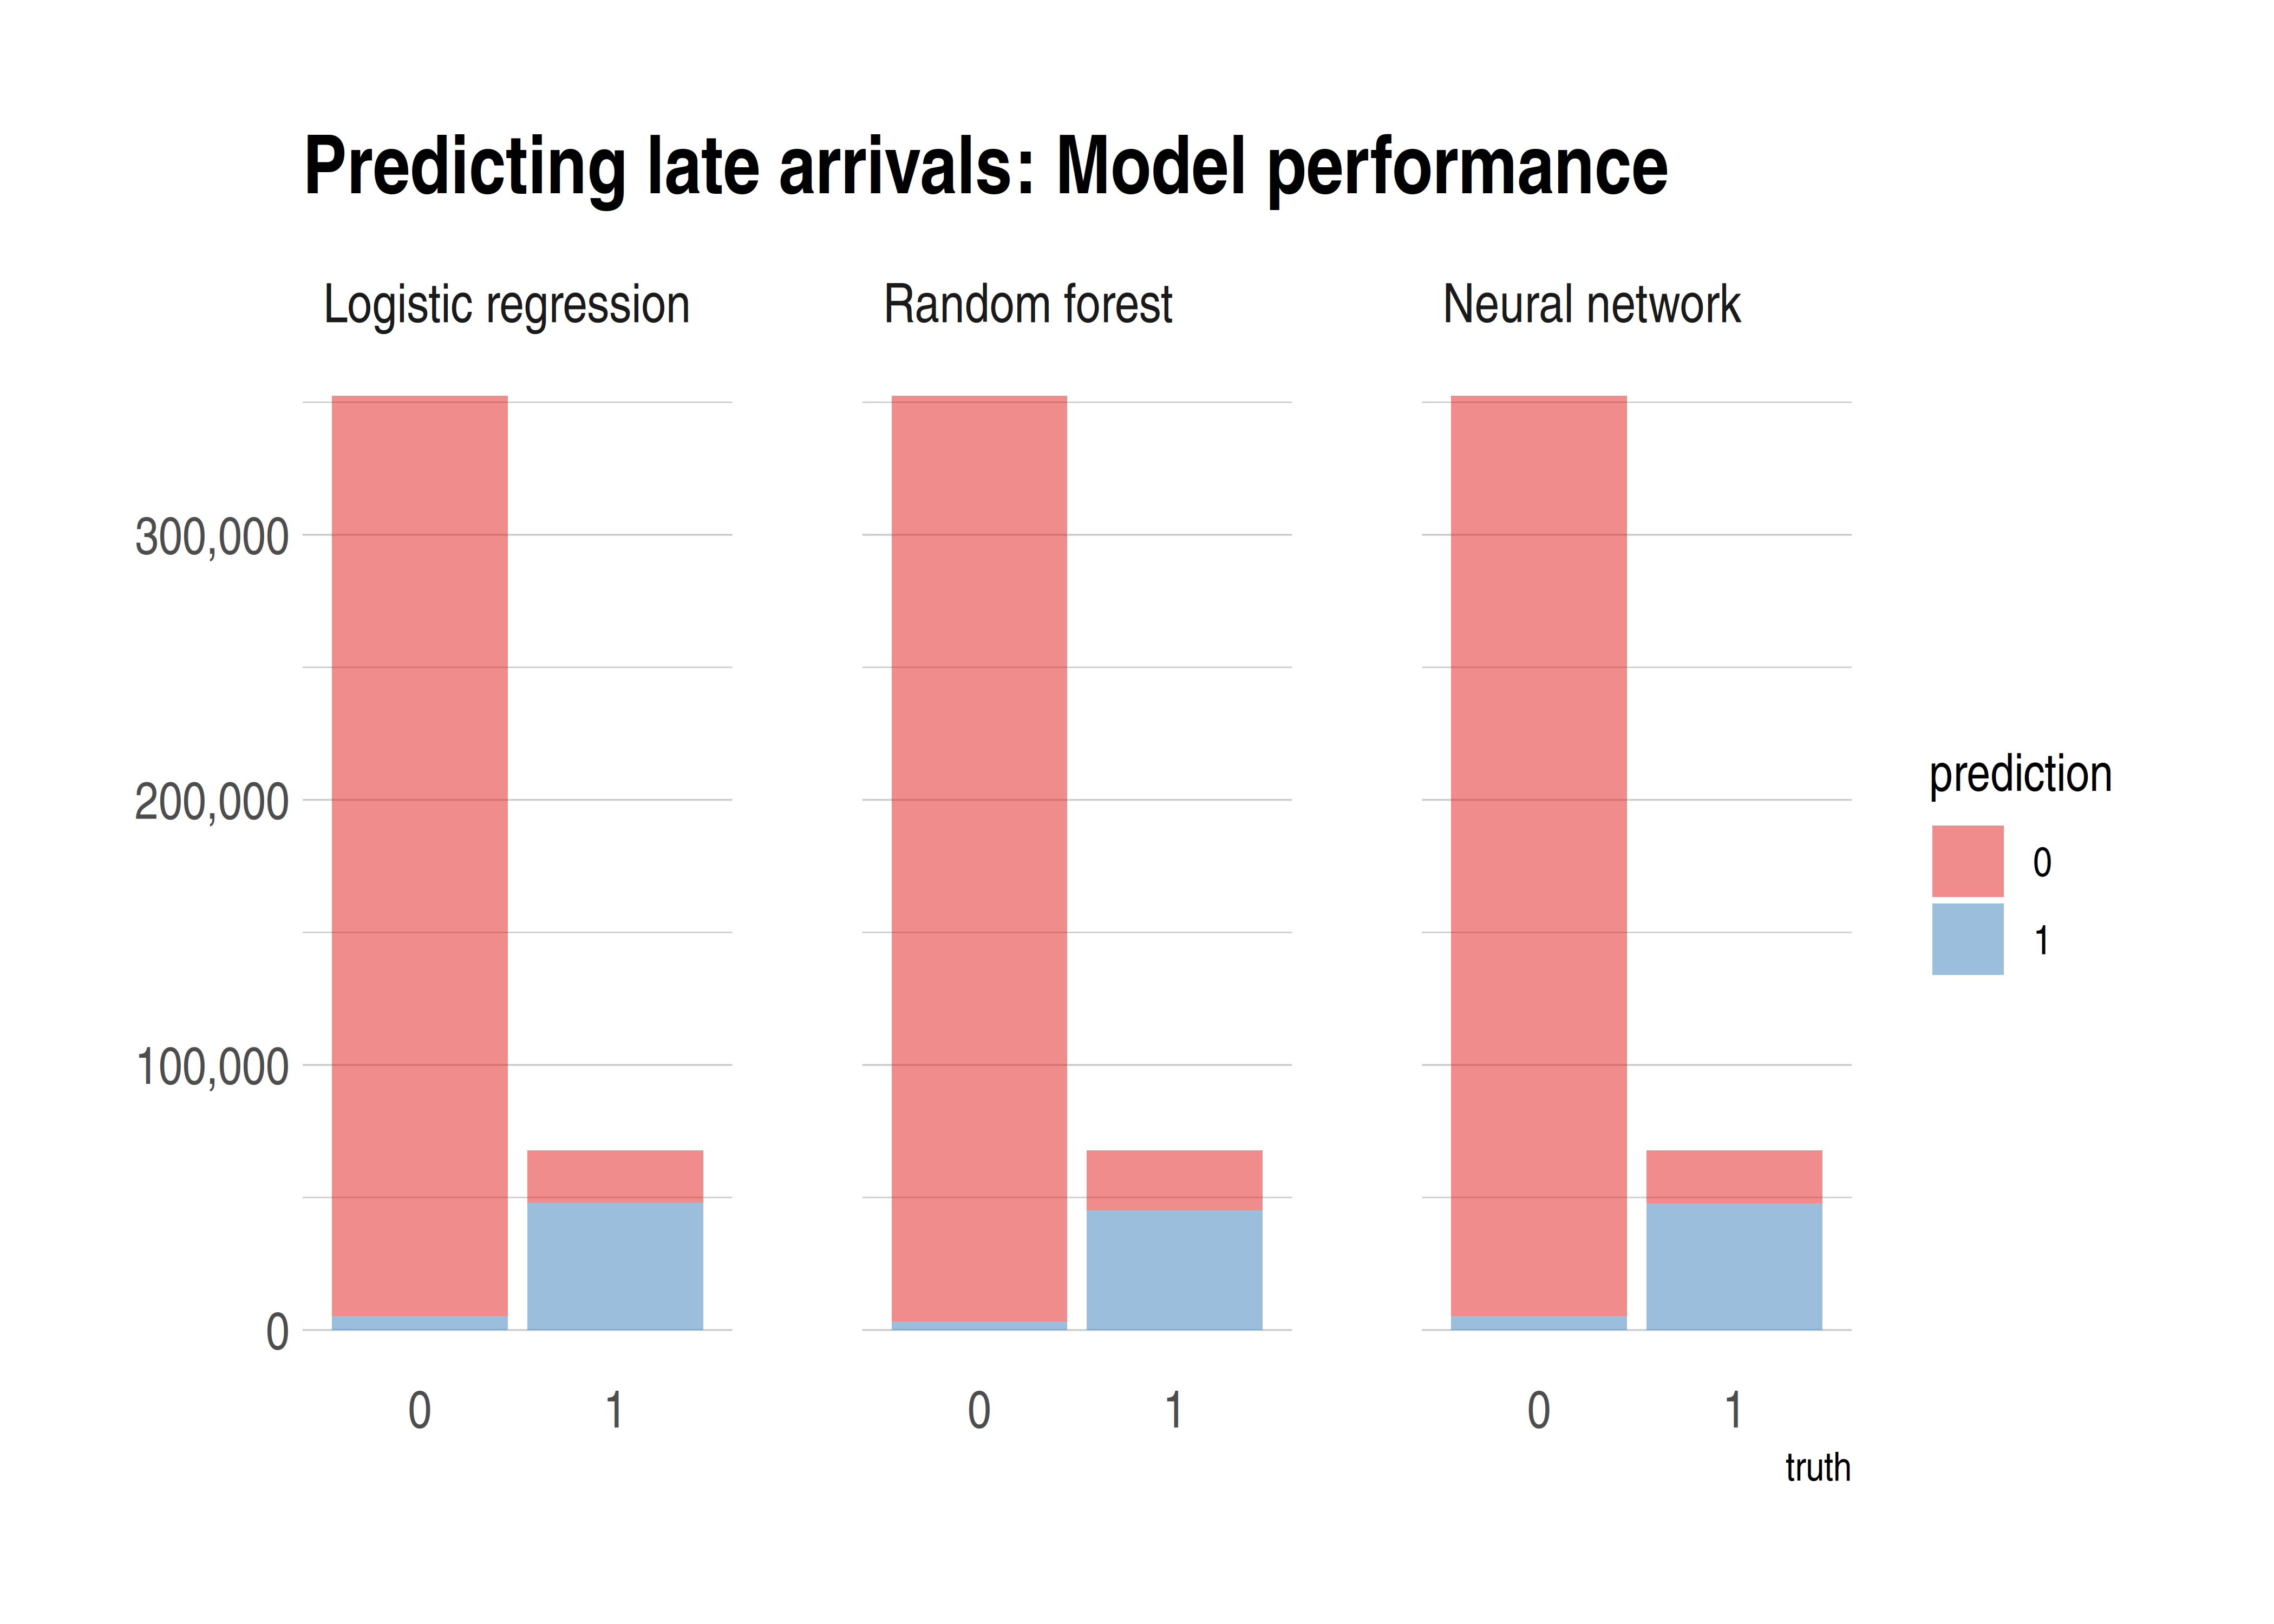 Predicting late arrivals: Model performance
Logistic regression
Random forest
Neural network
300,000
200,000
100,000
0
0
1
0
1
0
1
truth
prediction
0
1